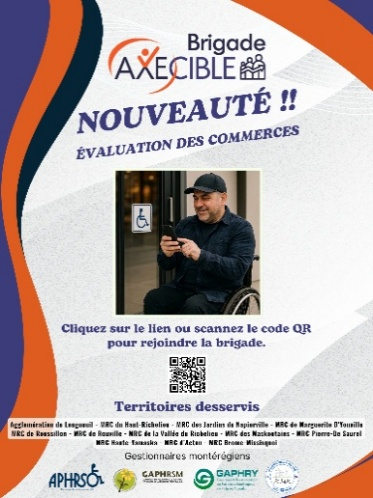 Brigade
AXECIBLE
NOUVEAUTÉ !!
ÉVALUATION DES COMMERCES
Cliquez sur le lien ou scannez le code QR
pour rejoindre la brigade.
Territoires desservis
Agglomération de Longueuil - MRC du Haut-Richelieu - MRC des Jardins de Napierville - MRC de Marguerite D'Youville
MRC de Roussillon - MRC de Rouville - MRC de la Vallée du Richelieu - MRC des Maskoutains - MRC Pierre-De Saurel
MRC Haute Yamaska - MRC d'Acton - MRC Brome Missisquoi
Gestionnaires montérégiens
APHRSO
GAPHRSM
GAPHRY